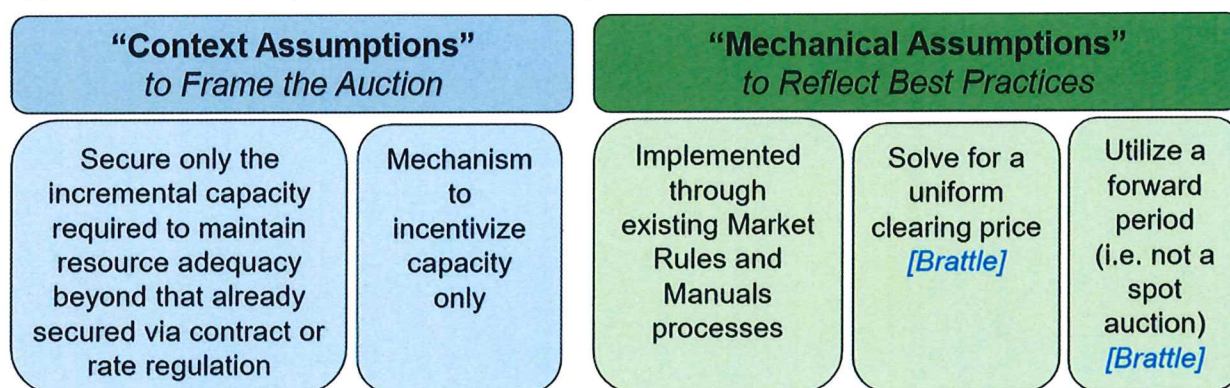 “Context Assumptions”
to Frame the Auction
“Mechanical Assumptions”
to Reflect Best Practices
Secure only the
incremental capacity
required to maintain
resource adequacy
beyond that already
secured via contract or
rate regulation
Mechanism
to
incentivize
capacity
only
Implemented
through
existing Market
Rules and
Manuals
processes
Solve for a
uniform
clearing price
[Brattle]
Utilize a
forward
period
(i.e. not a
spot
auction)
[Brattle]